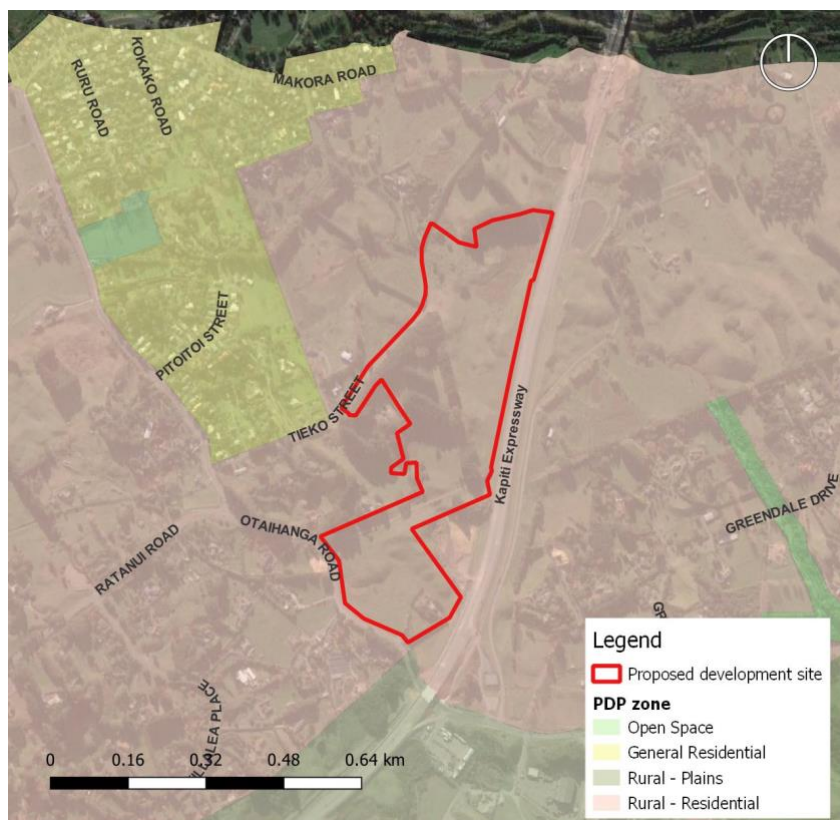 KOKAKO ROAD
RURU ROAD
MAKORA ROAD
PITOITOI STREET
TIEKO STREET
Kapiti Expressway
OTAIHANGA ROAD
RATANUI ROAD
GREENDALE DRIVE
PLACE
0 0.16 0.32 0.48 0.64 km
Legend
Proposed development site
PDP zone
Open Space
General Residential
Rural - Plains
Rural - Residential